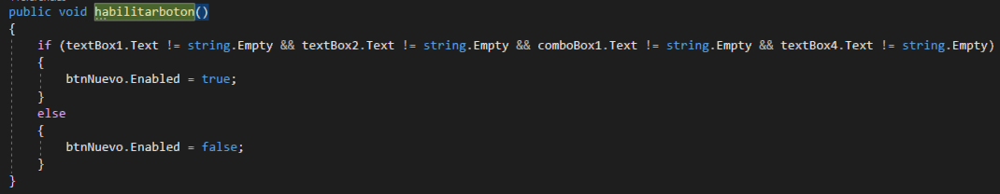 public void habilitarboton()
{
if (textBox1.Text != string.Empty && textBox2.Text != string.Empty && comboBox1.Text != string.Empty && textBox4.Text != string.Empty)
{
btnNuevo.Enabled = true;
}
else
{
btnNuevo.Enabled = false;
}
}